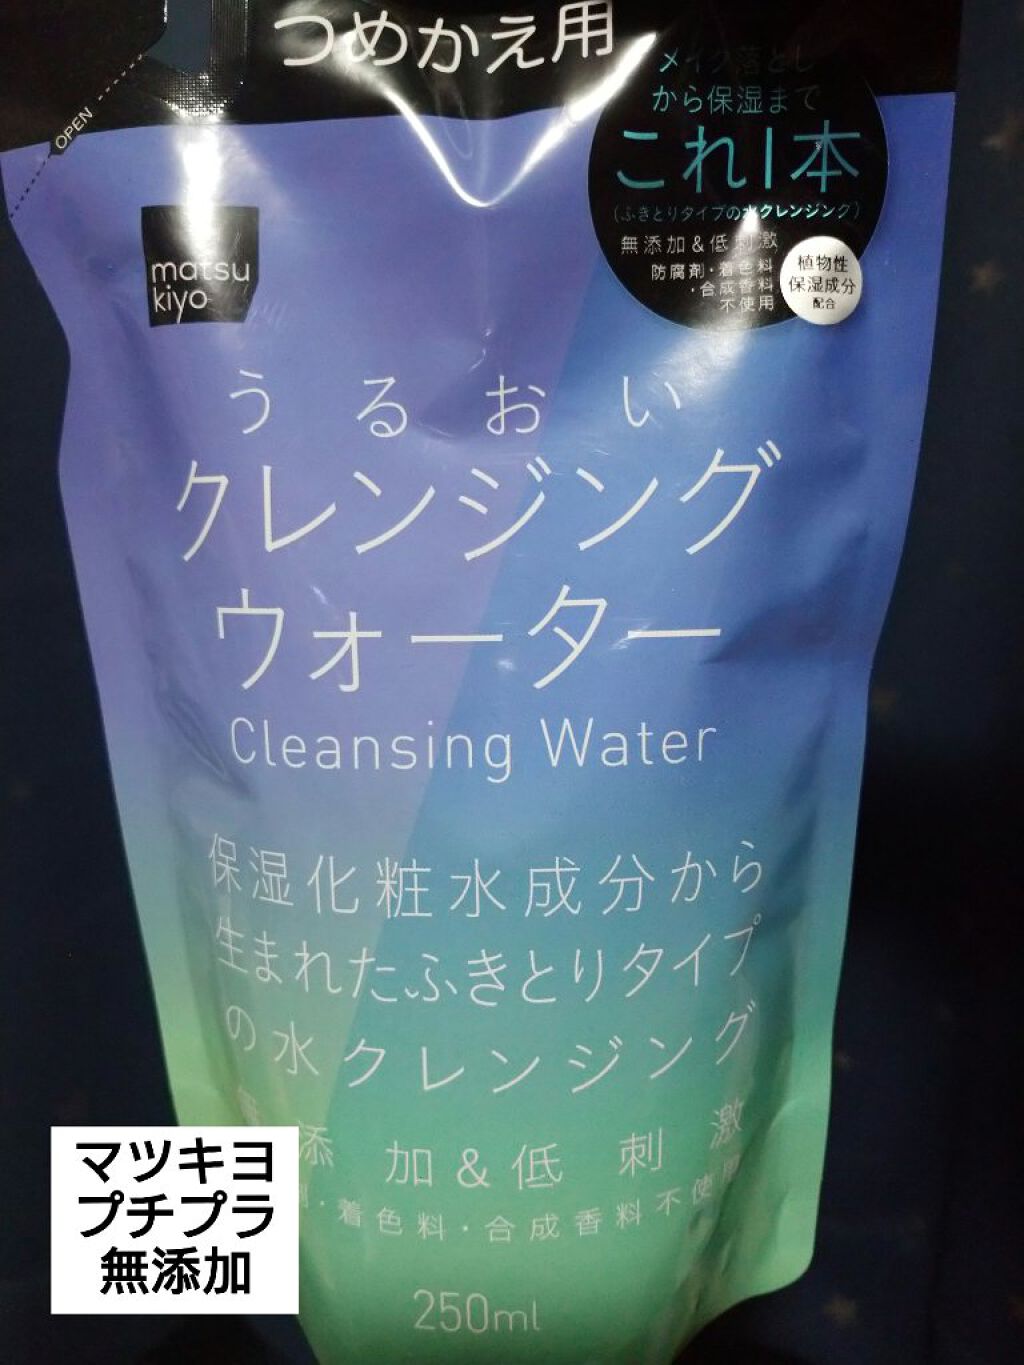 つめかえ用
OPEN
メイク落とし
から保湿まで
これ1本
(ふきとりタイプの水クレンジング)
無添加&低刺激
防腐剤・着色料
・合成香料
不使用
植物性
保湿成分
配合
matsu
kiyo
うるおい
クレンジング
ウォーター
Cleansing Water
保湿化粧水成分から
生まれたふきとりタイプ
の水クレンジング
無添加&低刺激
剤・着色料・合成香料不使用
250ml
マツキヨ
プチプラ
無添加